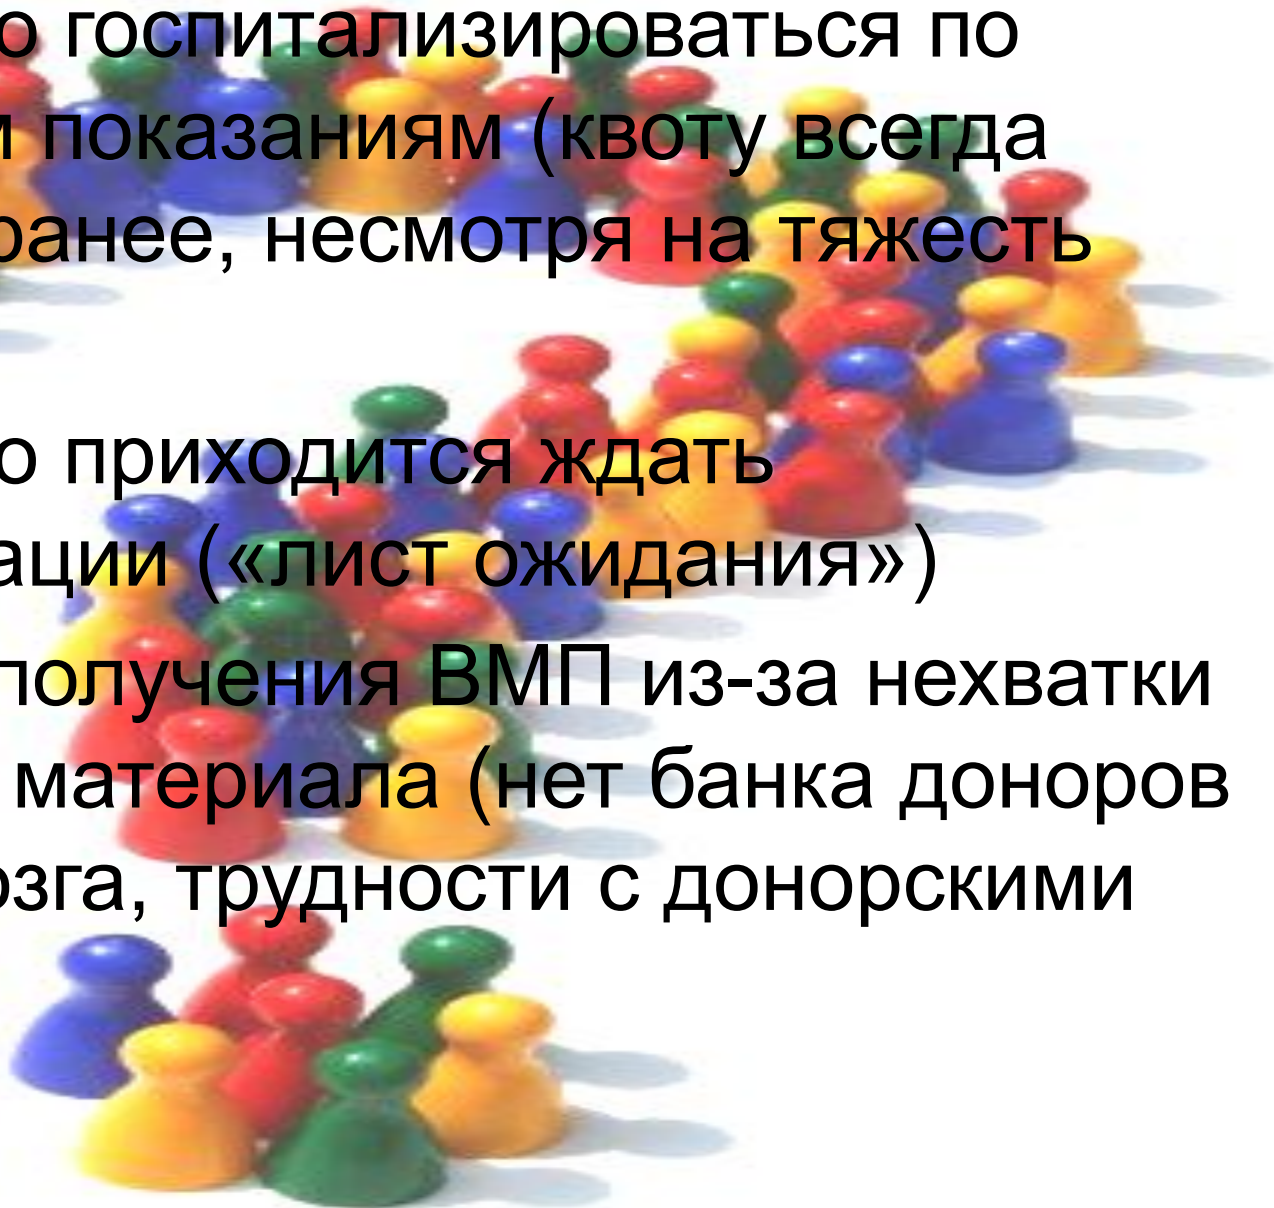 о госпитализироваться по
м показаниям (квоту всегда
ранее, несмотря на тяжесть
о приходится ждать
ации («лист ожидания»)
получения ВМП из-за нехватки
материала (нет банка доноров
озга, трудности с донорскими